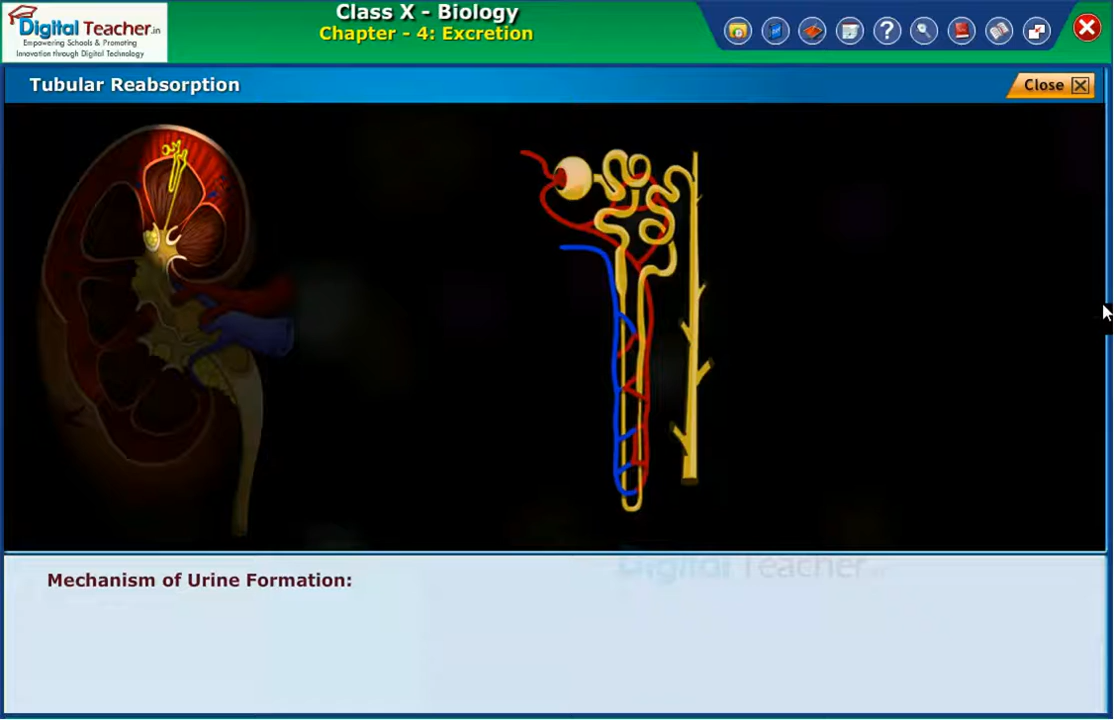 Digital Teacher.in
Empowering Schools & Promoting
Innovation through Digital Technology
Class X - Biology
Chapter - 4: Excretion
Tubular Reabsorption
Close
Mechanism of Urine Formation:
Digital Teacher.in